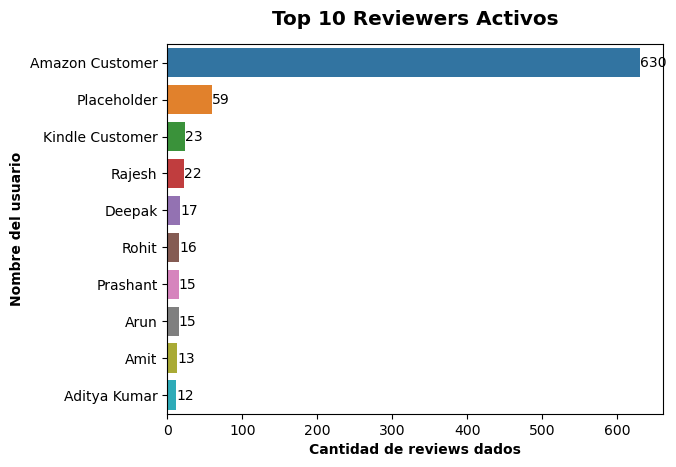 Top 10 Reviewers Activos
Nombre del usuario
Amazon Customer 630
Placeholder 59
Kindle Customer 23
Rajesh 22
Deepak 17
Rohit 16
Prashant 15
Arun 15
Amit 13
Aditya Kumar 12
0 100 200 300 400 500 600
Cantidad de reviews dados